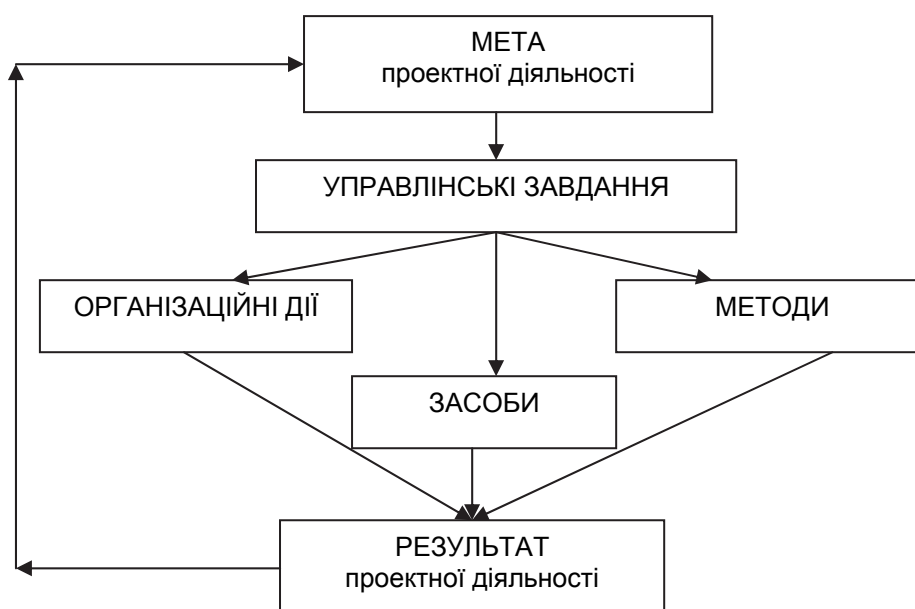 МЕТА
проектної діяльності
УПРАВЛІНСЬКІ ЗАВДАННЯ
ОРГАНІЗАЦІЙНІ ДІЇ
МЕТОДИ
ЗАСОБИ
РЕЗУЛЬТАТ
проектної діяльності